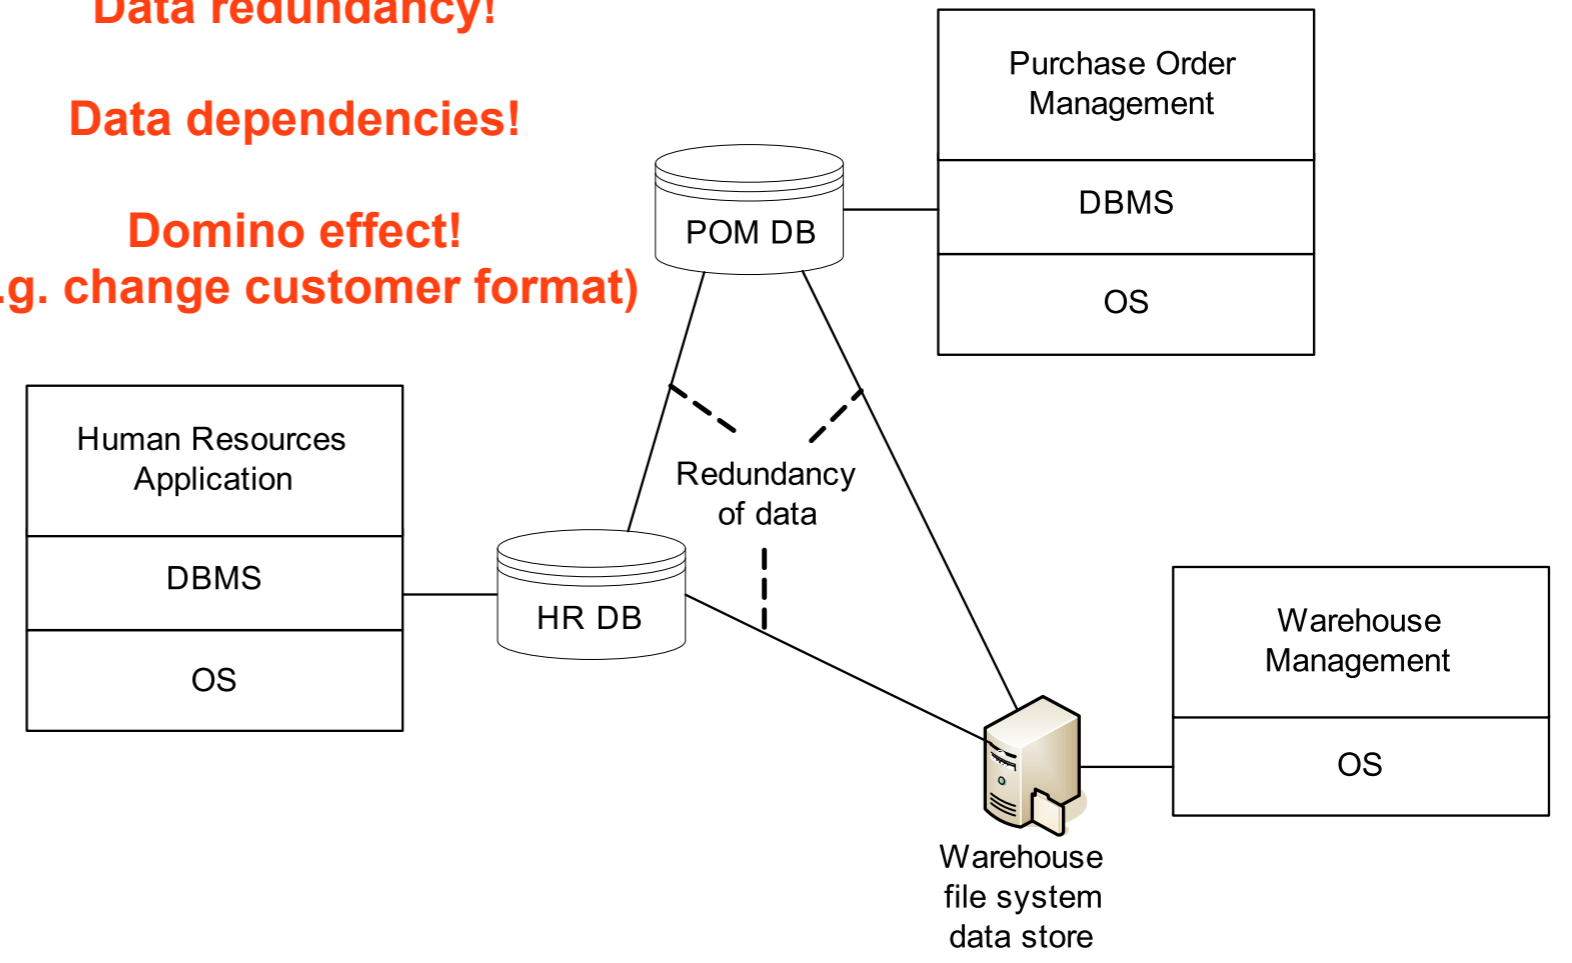 Data redundancy!
Data dependencies!
Domino effect!
.g. change customer format)
Purchase Order
Management
DBMS
OS
POM DB
Human Resources
Application
DBMS
OS
HR DB
Redundancy
of data
Warehouse
Management
OS
Warehouse
file system
data store